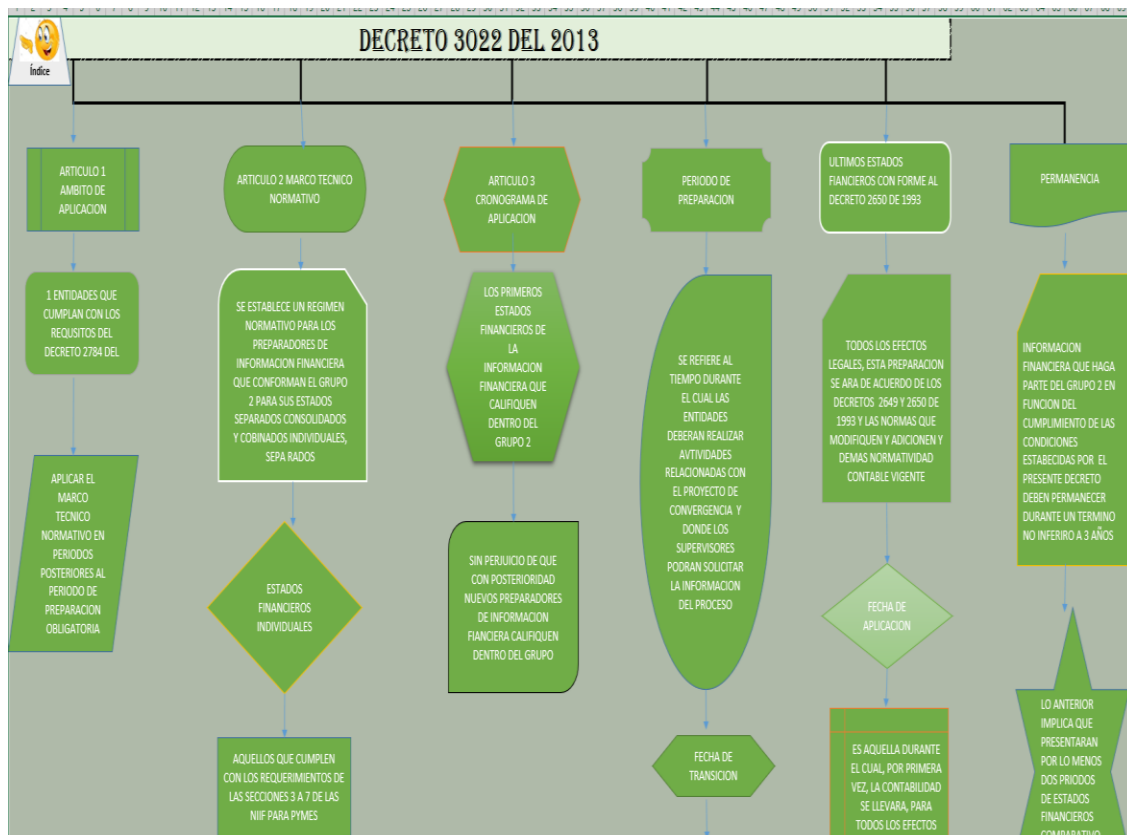 DECRETO 3022 DEL 2013
Índice
ARTICULO 1
AMBITO DE
APLICACION
1 ENTIDADES QUE
CUMPLAN CON LOS
REQUSITOS DEL
DECRETO 2784 DEL
APLICAR EL
MARCO
TECNICO
NORMATIVO EN
PERIODOS
POSTERIORES AL
PERIODO DE
PREPARACION
OBLIGATORIA
ARTICULO 2 MARCO TECNICO
NORMATIVO
SE ESTABLECE UN REGIMEN
NORMATIVO PARA LOS
PREPARADORES DE
INFORMACION FINANCIERA
QUE CONFORMAN EL GRUPO
2 PARA SUS ESTADOS
SEPARADOS CONSOLIDADOS
Y COBINADOS INDIVIDUALES,
SEPA RADOS
ESTADOS
FINANCIEROS
INDIVIDUALES
AQUELLOS QUE CUMPLEN
CON LOS REQUERIMIENTOS DE
LAS SECCIONES 3 A 7 DE LAS
NIIF PARA PYMES
ARTICULO 3
CRONOGRAMA DE
APLICACION
LOS PRIMEROS
ESTADOS
FINANCIEROS DE
LA
INFORMACION
FINANCIERA QUE
CALIFIQUEN
DENTRO DEL
GRUPO 2
SIN PERJUICIO DE QUE
CON POSTERIORIDAD
NUEVOS PREPARADORES
DE INFORMACION
FIANCIERA CALIFIQUEN
DENTRO DEL GRUPO
PERIODO DE
PREPARACION
SE REFIERE AL
TIEMPO DURANTE
EL CUAL LAS
ENTIDADES
DEBERAN REALIZAR
AVTIVIDADES
RELACIONADAS CON
EL PROYECTO DE
CONVERGENCIA Y
DONDE LOS
SUPERVISORES
PODRAN SOLICITAR
LA INFORMACION
DEL PROCESO
FECHA DE
TRANSICION
ULTIMOS ESTADOS
FIANCIEROS CON FORME AL
DECRETO 2650 DE 1993
TODOS LOS EFECTOS
LEGALES, ESTA PREPARACION
SE ARA DE ACUERDO DE LOS
DECRETOS 2649 Y 2650 DE
1993 Y LAS NORMAS QUE
MODIFIQUEN Y ADICIONEN Y
DEMAS NORMATIVIDAD
CONTABLE VIGENTE
FECHA DE
APLICACION
ES AQUELLA DURANTE
EL CUAL, POR PRIMERA
VEZ, LA CONTABILIDAD
SE LLEVARA, PARA
TODOS LOS EFECTOS
PERMANENCIA
INFORMACION
FINANCIERA QUE HAGA
PARTE DEL GRUPO 2 EN
FUNCION DEL
CUMPLIMIENTO DE LAS
CONDICIONES
ESTABECIDAS POR EL
PRESENTE DECRETO
DEBEN PERMANECER
DURANTE UN TERMINO
NO INFERIRO A 3 AÑOS
LO ANTERIOR
IMPLICA QUE
PRESENTARAN
POR LO MENOS
DOS PRIODOS
DE ESTADOS
FINANCIEROS
COMPARATIVO